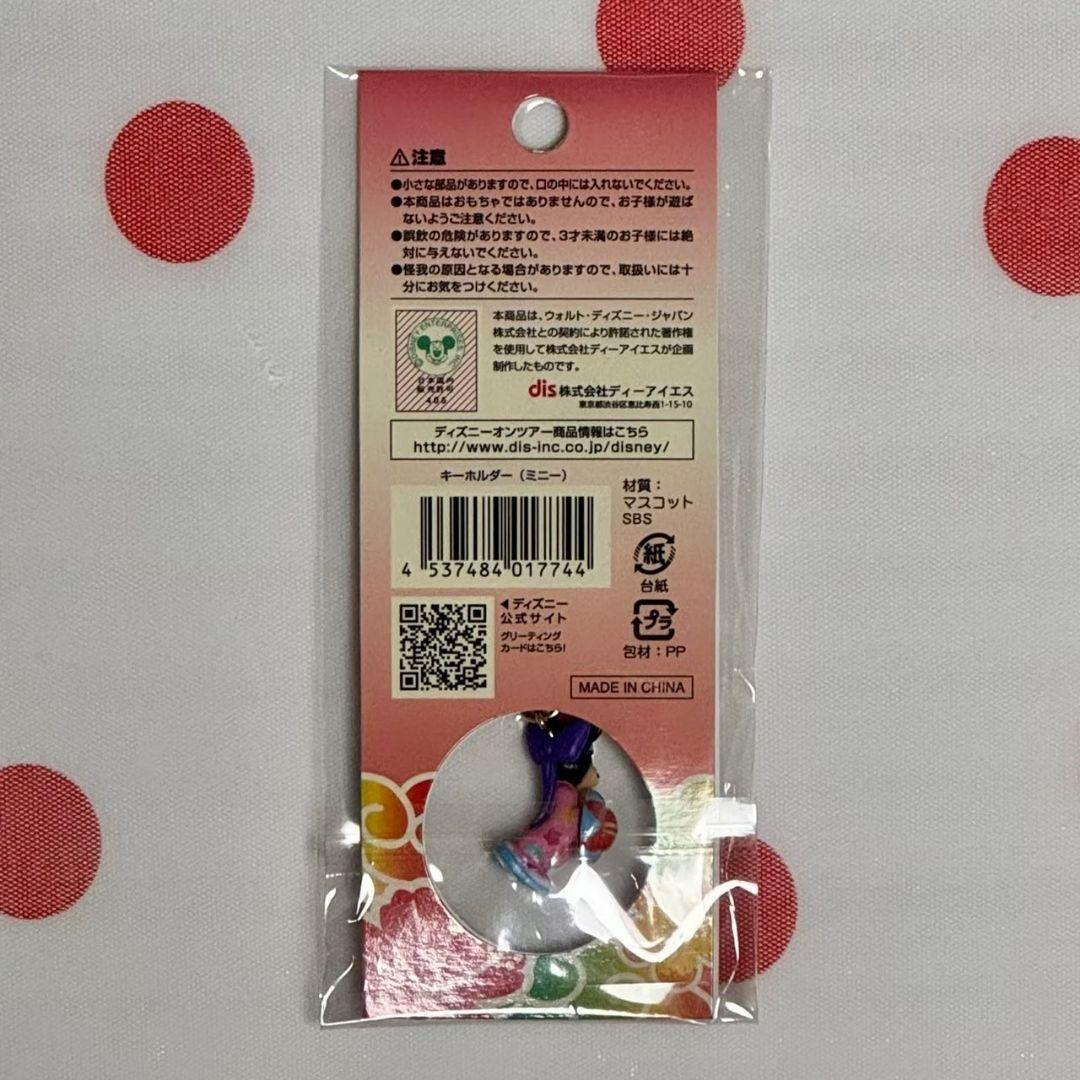 ⚠注意
●小さな部品がありますので、口の中には入れないでください。
●本商品はおもちゃではありませんので、お子様が遊ば
ないようご注意ください。
●誤飲の危険がありますので、3才未満のお子様には絶
対に与えないでください。
●怪我の原因となる場合がありますので、取扱いには十
分にお気をつけください。
©DISNEY ENTERPRISES, INC.
日本国内
販売許可
本商品は、ウォルト・ディズニー・ジャパン
株式会社との契約により許諾された著作権
を使用して株式会社ディーアイエスが企画
制作したものです。
dis 株式会社ディーアイエス
東京都渋谷区恵比寿西1-15-10
ディズニーオンツアー商品情報はこちら
http://www.dis-inc.co.jp/disney/
キーホルダー（ミニー）
4 537484 017744
材質：
マスコット
SBS
紙
台紙
プラ
包材：PP
◀ディズニー
公式サイト
グリーティング
カードはこちら!
MADE IN CHINA